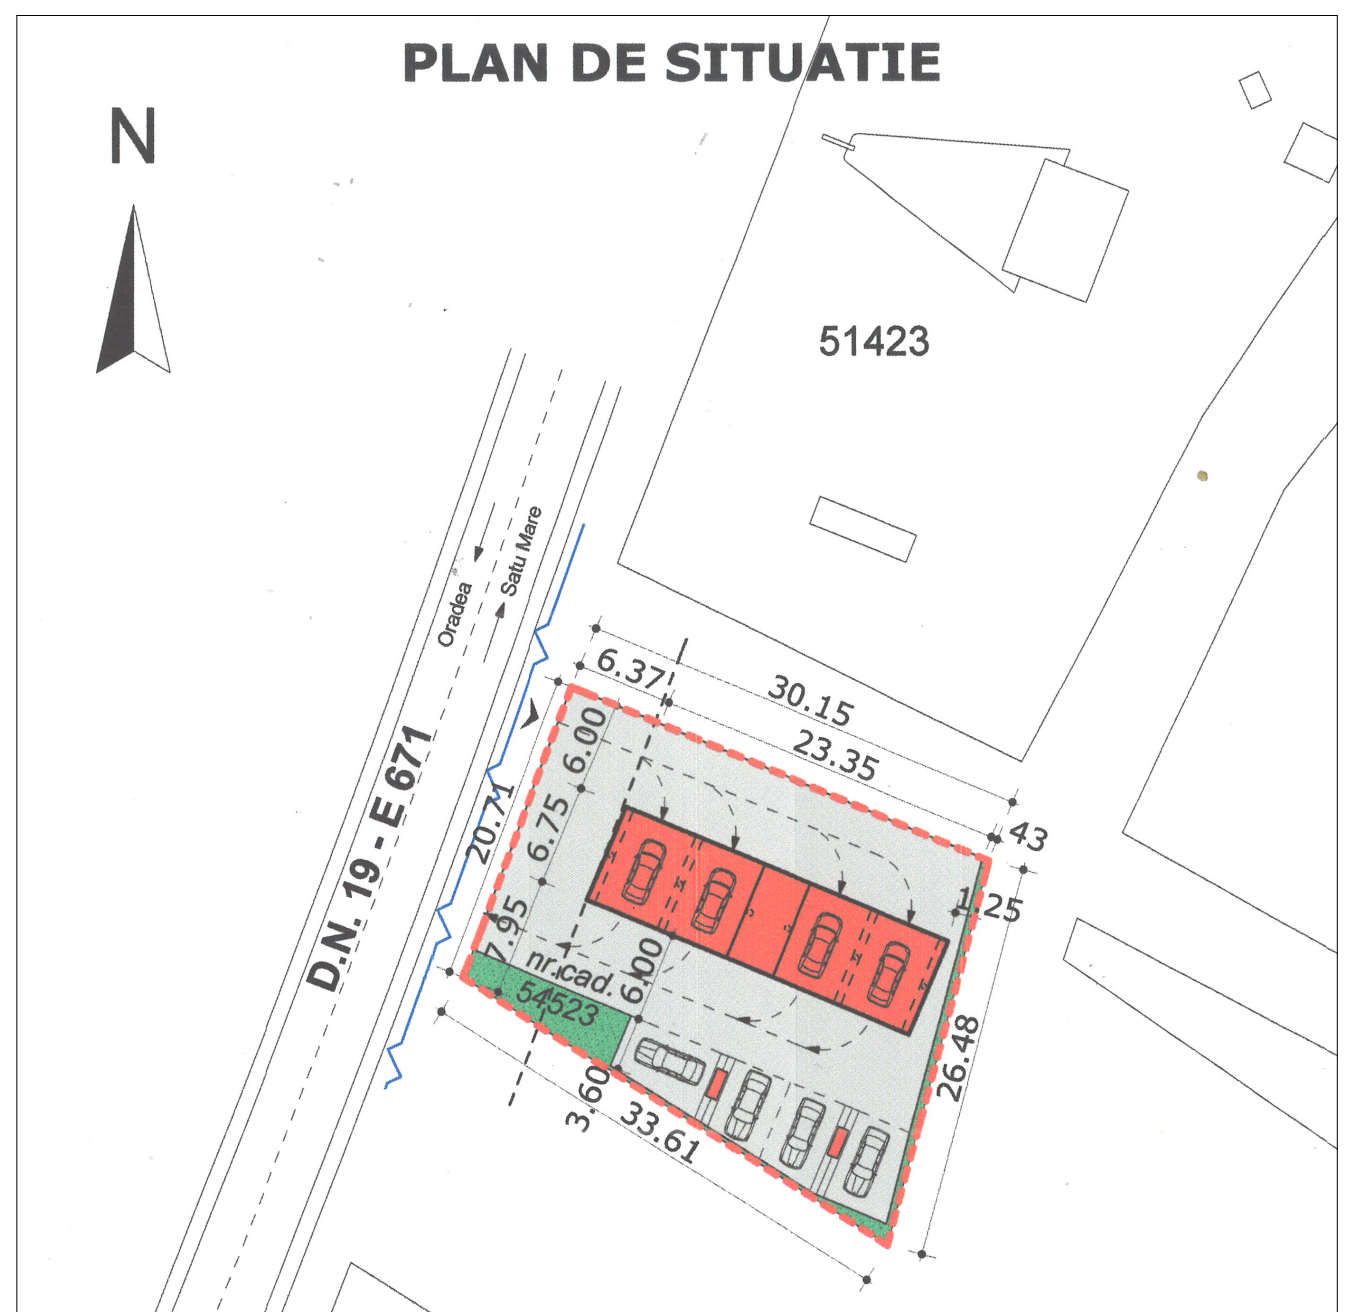 PLAN DE SITUATIE
N
51423
Satu Mare
Oradea
D.N. 19 - E 671
6.37
30.15
23.35
43
6.00
6.75
20.71
7.95
1.25
nr. cad.
54523
6.00
26.48
3.60
33.61